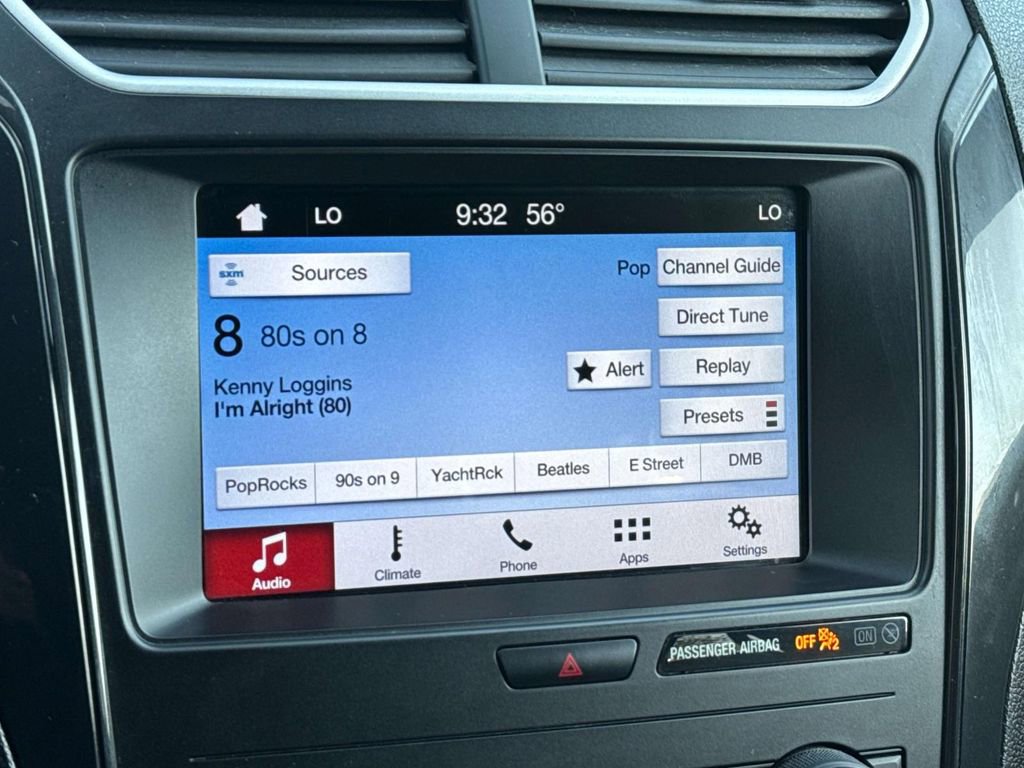 LO 9:32 56° LO
sxm Sources
Pop Channel Guide
Direct Tune
8 80s on 8
Alert Replay
Kenny Loggins
I'm Alright (80)
Presets
PopRocks 90s on 9 YachtRck Beatles E Street DMB
Audio Climate Phone Apps Settings
PASSENGER AIRBAG OFF 2 ON